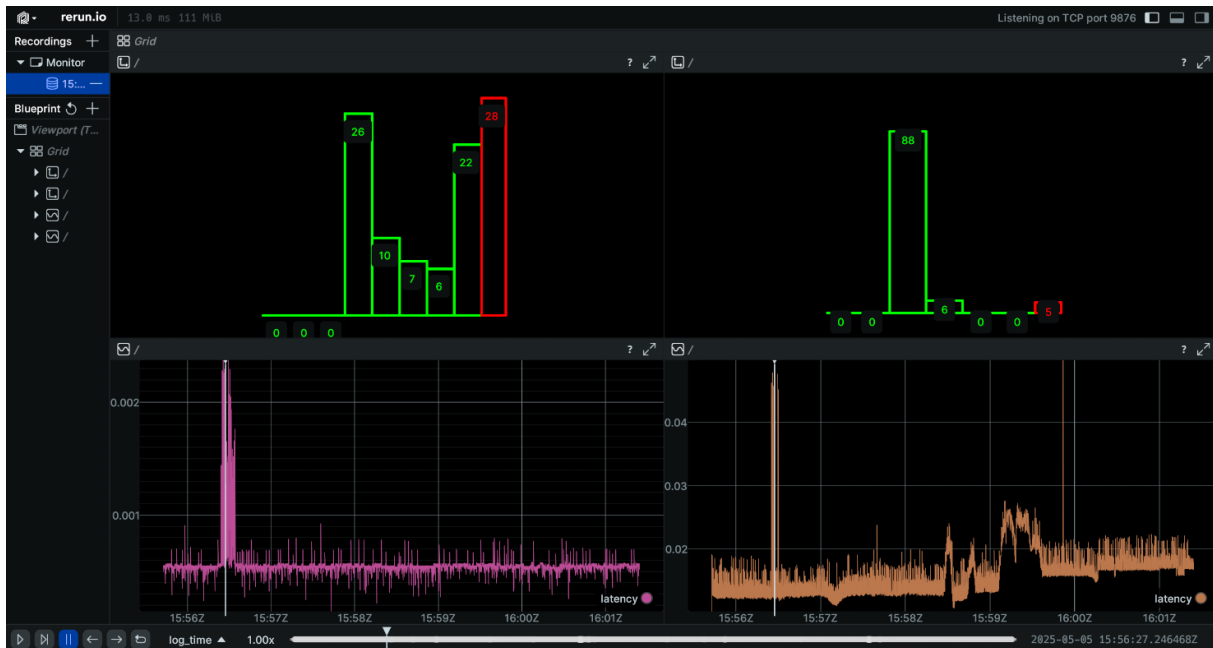 rerun.io 13.0 ms 111 MiB Listening on TCP port 9876
Recordings + Grid
Monitor / ? / ?
15:... —
Blueprint +
Viewport (T...
Grid
/
/
/
/
28
26
22
10
7
6
0 0 0
88
6
5
0 0 0 0
/ ? / ?
0.002
0.001
15:56Z 15:57Z 15:58Z 15:59Z 16:00Z 16:01Z
latency
0.04
0.03
0.02
15:56Z 15:57Z 15:58Z 15:59Z 16:00Z 16:01Z
latency
log_time 1.00x 2025-05-05 15:56:27.246468Z